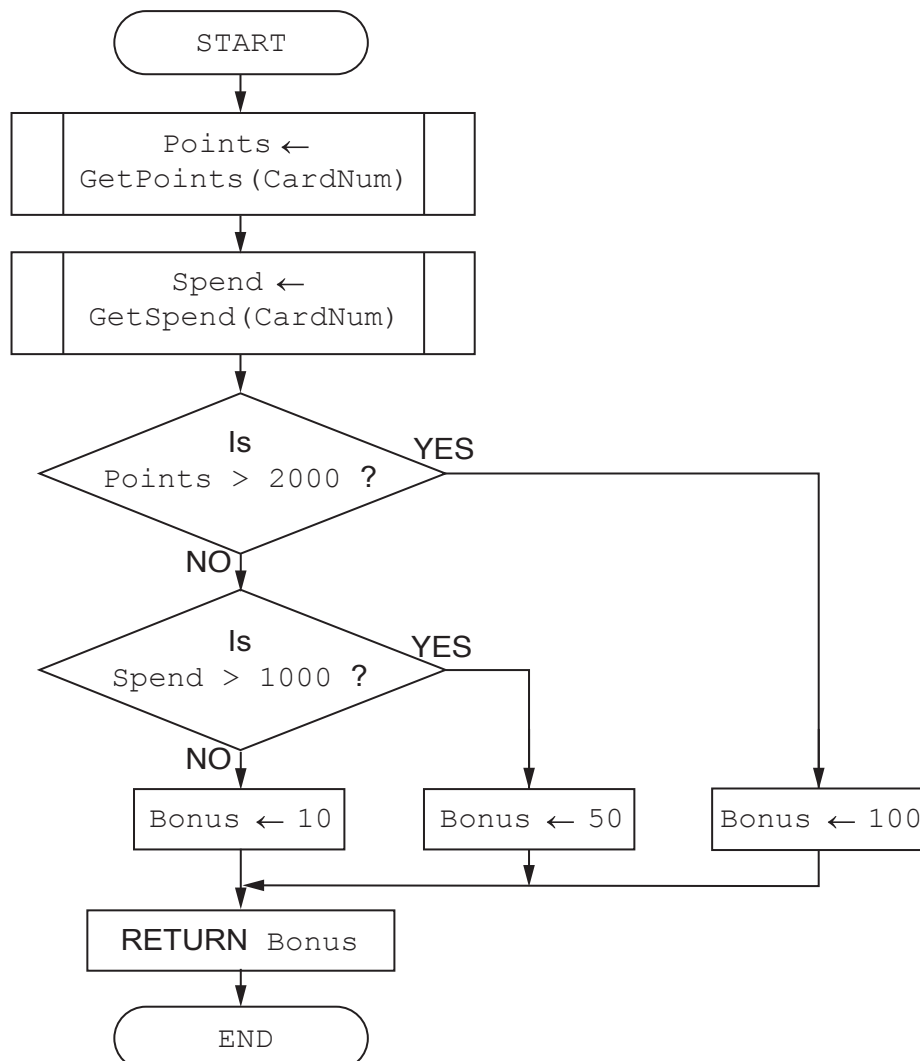 START
Points ←
GetPoints(CardNum)
Spend ←
GetSpend(CardNum)
Is
Points > 2000 ?
YES
NO
Is
Spend > 1000 ?
YES
NO
Bonus ← 10
Bonus ← 50
Bonus ← 100
RETURN Bonus
END